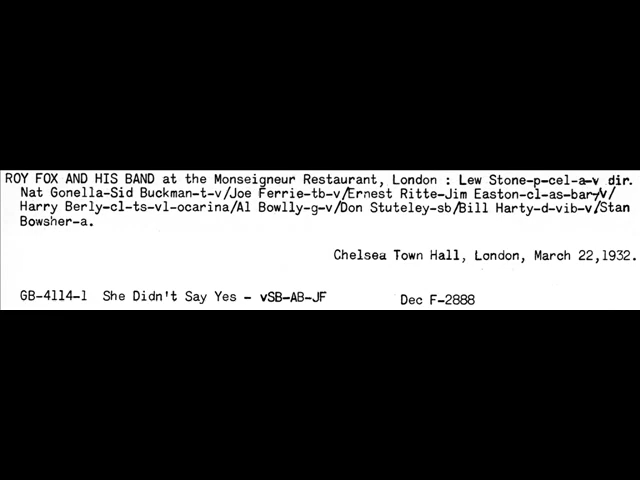 ROY FOX AND HIS BAND at the Monseigneur Restaurant, London : Lew Stone-p-cel-a-v dir.
Nat Gonella-Sid Buckman-t-v/Joe Ferrie-tb-v/Ernest Ritte-Jim Easton-cl-as-bar-v/
Harry Berly-cl-ts-vl-ocarina/Al Bowlly-g-v/Don Stuteley-sb/Bill Harty-d-vib-v/Stan
Bowsher-a.
Chelsea Town Hall, London, March 22,1932.
GB-4114-1 She Didn't Say Yes - vSB-AB-JF Dec F-2888